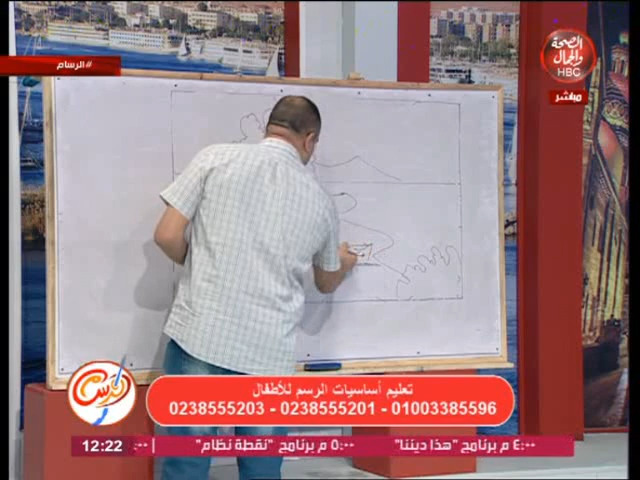 #الرسام
الصحة
والجمال
HBC
مباشر
تعليم أساسيات الرسم للأطفال
0238555203 - 0238555201 - 01003385596
12:22
٤:٠٠ م برنامج "هذا ديننا"
٥:٠٠ م برنامج "نقطة نظام"
:٠٠